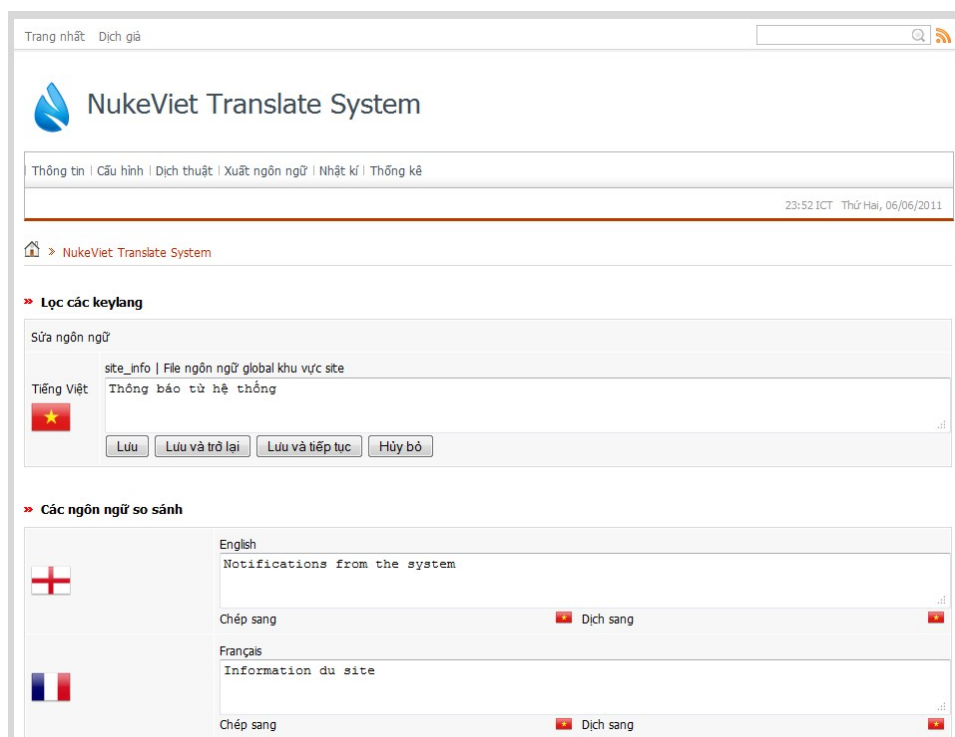 Trang nhất Dịch giả
NukeViet Translate System
Thông tin | Cấu hình | Dịch thuật | Xuất ngôn ngữ | Nhật kí | Thống kê
23:52 ICT Thứ Hai, 06/06/2011
» NukeViet Translate System
» Lọc các keylang
Sửa ngôn ngữ
site_info | File ngôn ngữ global khu vực site
Tiếng Việt
Thông báo từ hệ thống
Lưu Lưu và trở lại Lưu và tiếp tục Hủy bỏ
» Các ngôn ngữ so sánh
English
Notifications from the system
Chép sang Dịch sang
Français
Information du site
Chép sang Dịch sang